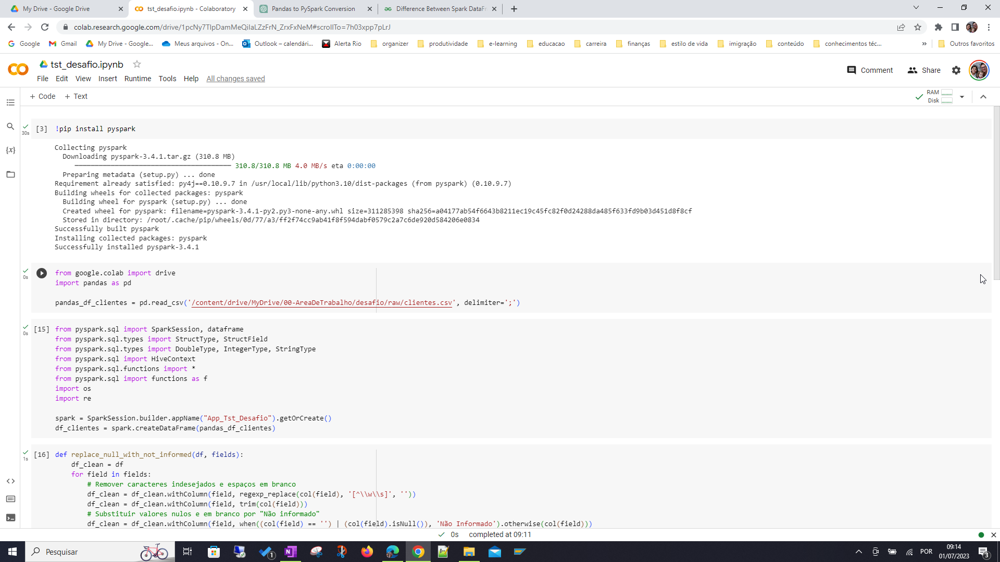 My Drive - Google Drive
tst_desafio.ipynb - Colaboratory
Pandas to PySpark Conversion
Difference Between Spark DataFr
colab.research.google.com/drive/1pcNy7TlpDamMeQiIaLZzFrN_ZrxFxNeM#scrollTo=7h03xpp7pLrJ
Google
Gmail
My Drive - Google...
Meus arquivos - On...
Outlook – calendári...
Alerta Rio
organizer
produtividade
e-learning
educacao
carreira
finanças
estilo de vida
imigração
conteúdo
conhecimentos téc...
»
Outros favoritos
tst_desafio.ipynb
Comment
Share
File Edit View Insert Runtime Tools Help All changes saved
+ Code + Text
RAM
Disk
30s
[3] !pip install pyspark
Collecting pyspark
Downloading pyspark-3.4.1.tar.gz (310.8 MB)
310.8/310.8 MB 4.0 MB/s eta 0:00:00
Preparing metadata (setup.py) ... done
Requirement already satisfied: py4j==0.10.9.7 in /usr/local/lib/python3.10/dist-packages (from pyspark) (0.10.9.7)
Building wheels for collected packages: pyspark
Building wheel for pyspark (setup.py) ... done
Created wheel for pyspark: filename=pyspark-3.4.1-py2.py3-none-any.whl size=311285398 sha256=a04177ab54f6643b8211ec19c45fc82f0d24288da485f633fd9b03d451d8f8cf
Stored in directory: /root/.cache/pip/wheels/0d/77/a3/ff2f74cc9ab41f8f594dabf0579c2a7c6de920d584206e0834
Successfully built pyspark
Installing collected packages: pyspark
Successfully installed pyspark-3.4.1
0s
from google.colab import drive
import pandas as pd
pandas_df_clientes = pd.read_csv('/content/drive/MyDrive/00-AreaDeTrabalho/desafio/raw/clientes.csv', delimiter=';')
0s
[15] from pyspark.sql import SparkSession, dataframe
from pyspark.sql.types import StructType, StructField
from pyspark.sql.types import DoubleType, IntegerType, StringType
from pyspark.sql import HiveContext
from pyspark.sql.functions import *
from pyspark.sql import functions as f
import os
import re
spark = SparkSession.builder.appName("App_Tst_Desafio").getOrCreate()
df_clientes = spark.createDataFrame(pandas_df_clientes)
1s
[16] def replace_null_with_not_informed(df, fields):
df_clean = df
for field in fields:
# Remover caracteres indesejados e espaços em branco
df_clean = df_clean.withColumn(field, regexp_replace(col(field), '[^\\w\\s]', ''))
df_clean = df_clean.withColumn(field, trim(col(field)))
# Substituir valores nulos e em branco por "Não informado"
df_clean = df_clean.withColumn(field, when((col(field) == '') | (col(field).isNull()), 'Não Informado').otherwise(col(field)))
0s completed at 09:11
Pesquisar
1
POR
09:14
01/07/2023
3